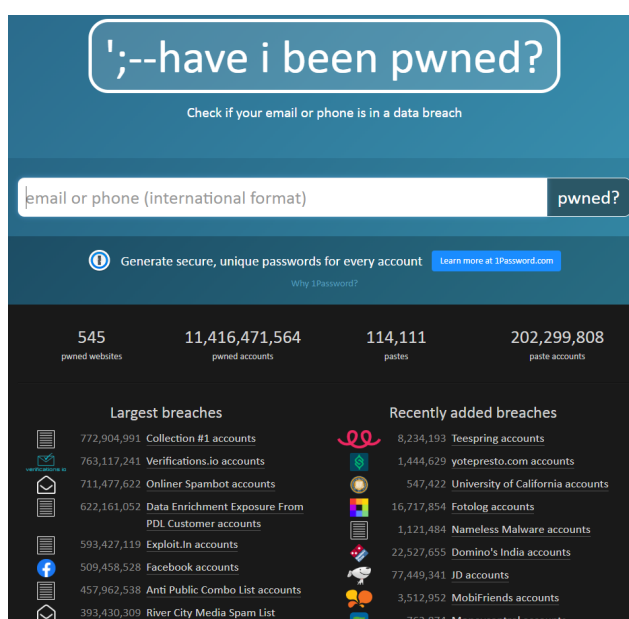 ';--have i been pwned?
Check if your email or phone is in a data breach
email or phone (international format)
pwned?
Generate secure, unique passwords for every account
Learn more at 1Password.com
Why 1Password?
545
pwned websites
11,416,471,564
pwned accounts
114,111
pastes
202,299,808
paste accounts
Largest breaches
772,904,991 Collection #1 accounts
verifications.io
763,117,241 Verifications.io accounts
711,477,622 Onliner Spambot accounts
622,161,052 Data Enrichment Exposure From
PDL Customer accounts
593,427,119 Exploit.In accounts
509,458,528 Facebook accounts
457,962,538 Anti Public Combo List accounts
393,430,309 River City Media Spam List
Recently added breaches
8,234,193 Teespring accounts
1,444,629 yotepresto.com accounts
547,422 University of California accounts
16,717,854 Fotolog accounts
1,121,484 Nameless Malware accounts
22,527,655 Domino's India accounts
77,449,341 JD accounts
3,512,952 MobiFriends accounts